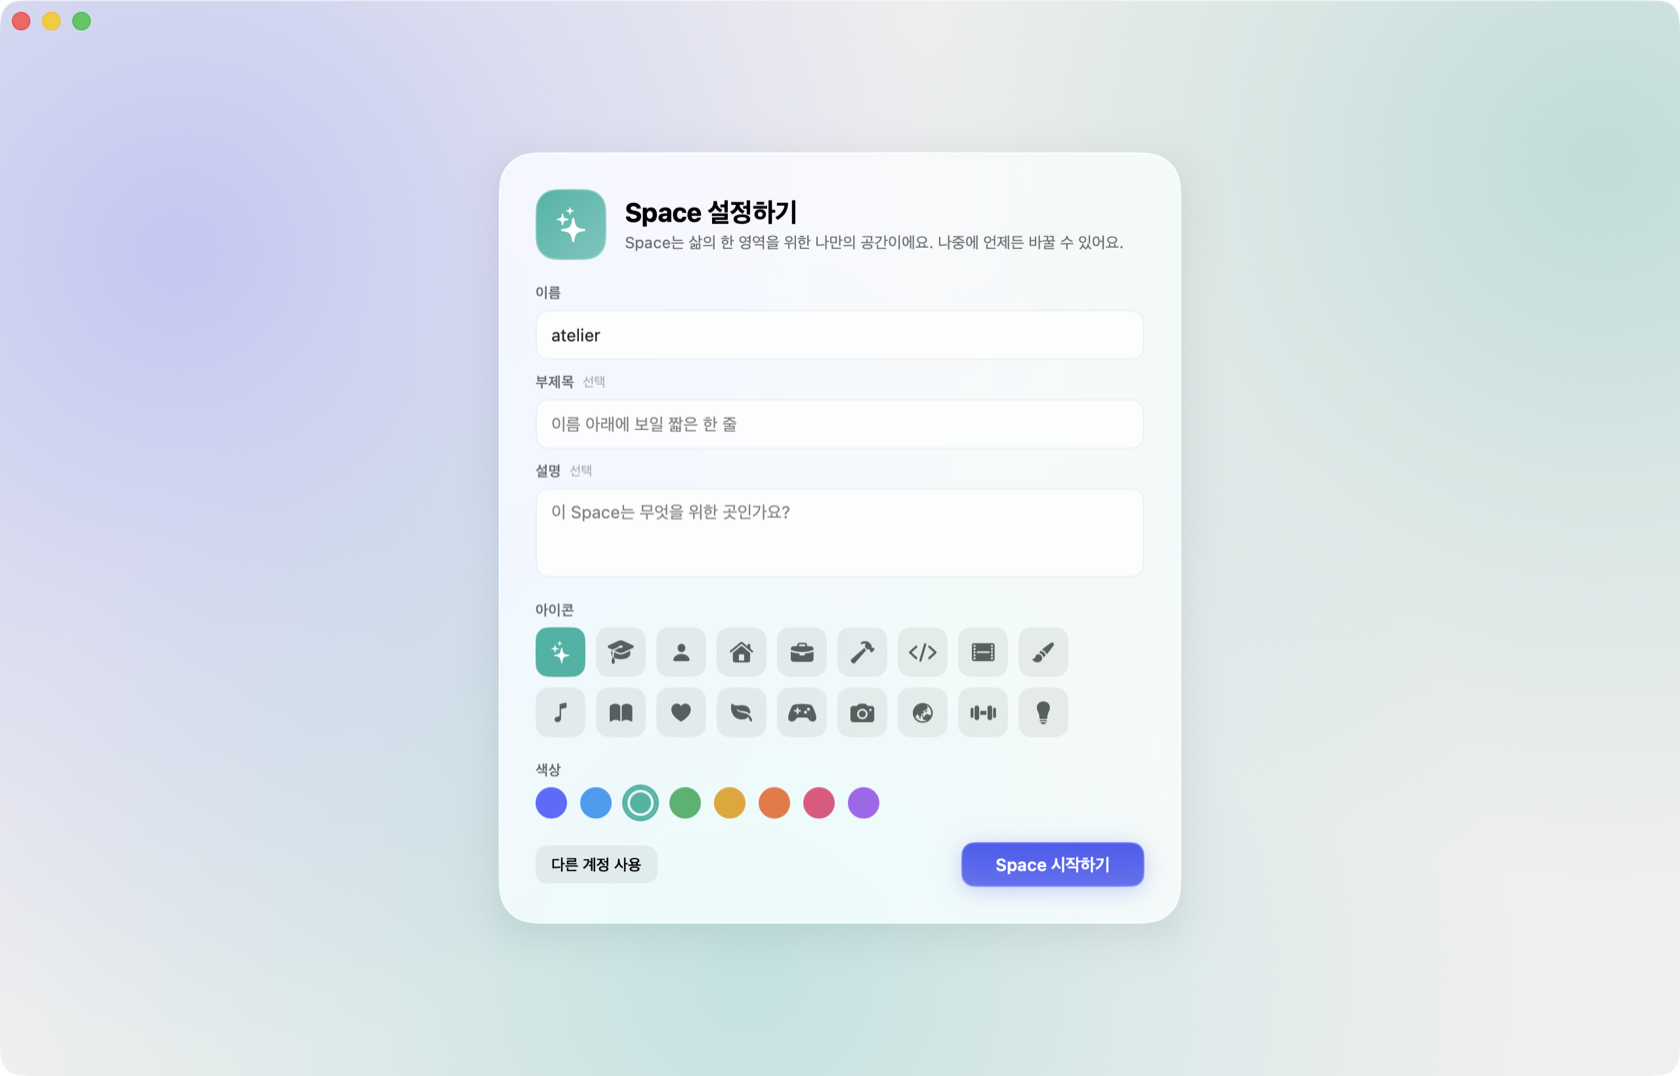 Space 설정하기
Space는 삶의 한 영역을 위한 나만의 공간이에요. 나중에 언제든 바꿀 수 있어요.
이름
atelier
부제목 선택
이름 아래에 보일 짧은 한 줄
설명 선택
이 Space는 무엇을 위한 곳인가요?
아이콘
색상
다른 계정 사용
Space 시작하기